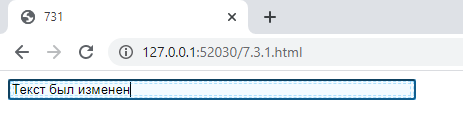 731
127.0.0.1:52030/7.3.1.html
Текст был изменен